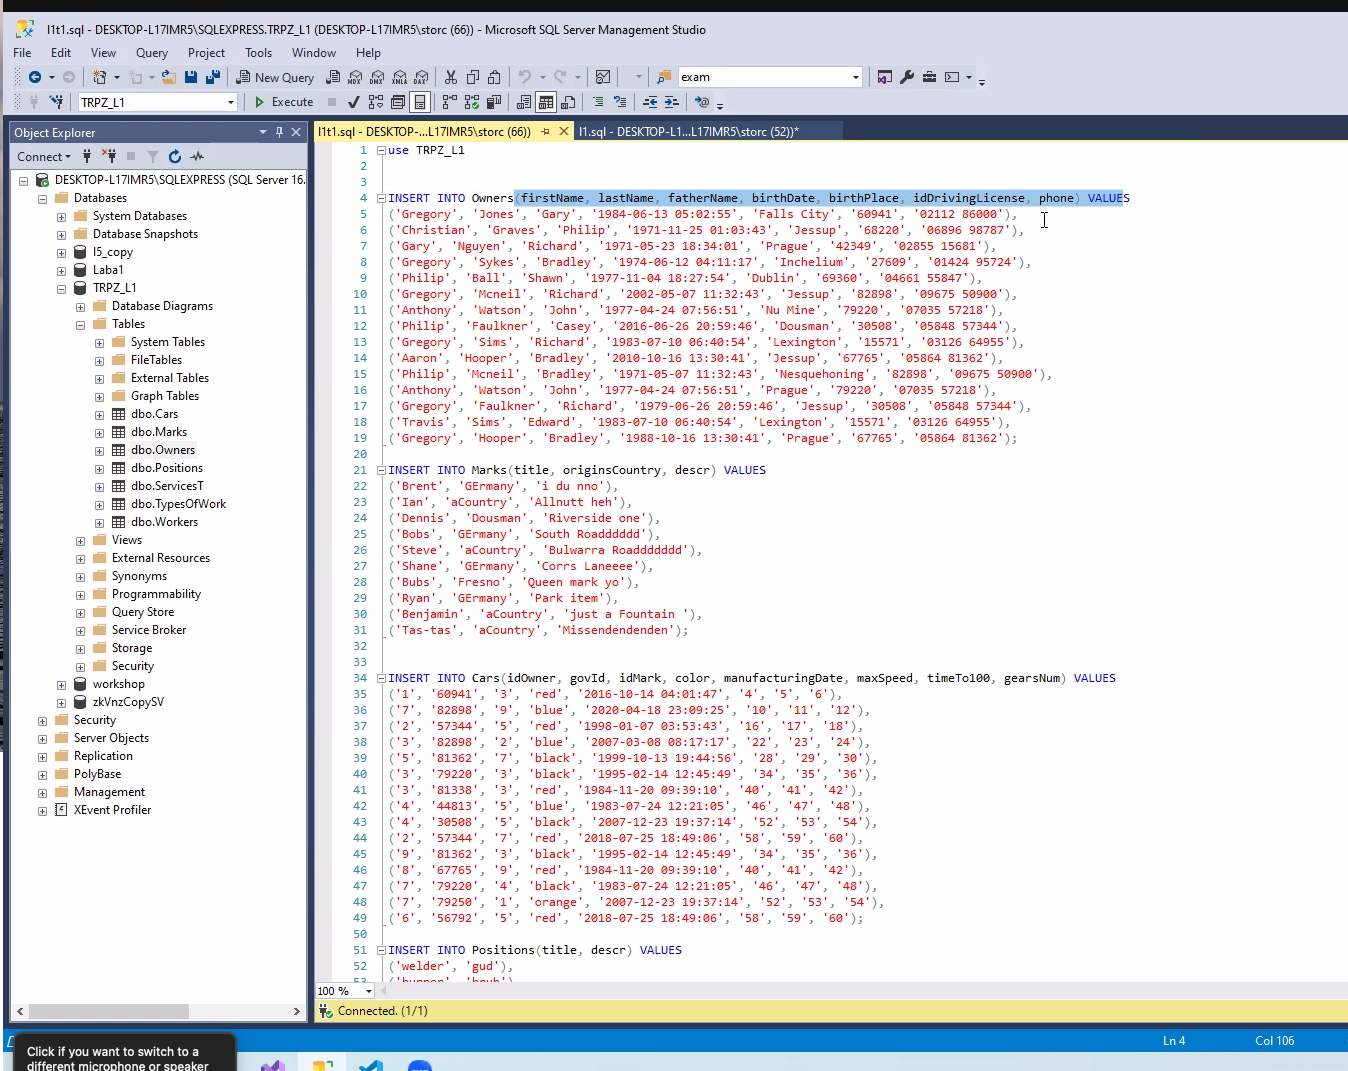 l1t1.sql - DESKTOP-L17IMR5\SQLEXPRESS.TRPZ_L1 (DESKTOP-L17IMR5\storc (66)) - Microsoft SQL Server Management Studio
File Edit View Query Project Tools Window Help
New Query MDX DMX XMLA DAX exam
TRPZ_L1 Execute
Object Explorer
l1t1.sql - DESKTOP-...L17IMR5\storc (66)) l1.sql - DESKTOP-L1...L17IMR5\storc (52))*
Connect
DESKTOP-L17IMR5\SQLEXPRESS (SQL Server 16.
Databases
System Databases
Database Snapshots
l5_copy
Laba1
TRPZ_L1
Database Diagrams
Tables
System Tables
FileTables
External Tables
Graph Tables
dbo.Cars
dbo.Marks
dbo.Owners
dbo.Positions
dbo.ServicesT
dbo.TypesOfWork
dbo.Workers
Views
External Resources
Synonyms
Programmability
Query Store
Service Broker
Storage
Security
workshop
zkVnzCopySV
Security
Server Objects
Replication
PolyBase
Management
XEvent Profiler
1 use TRPZ_L1
2
3
4 INSERT INTO Owners(firstName, lastName, fatherName, birthDate, birthPlace, idDrivingLicense, phone) VALUES
5 ('Gregory', 'Jones', 'Gary', '1984-06-13 05:02:55', 'Falls City', '60941', '02112 86000'),
6 ('Christian', 'Graves', 'Philip', '1971-11-25 01:03:43', 'Jessup', '68220', '06896 98787'),
7 ('Gary', 'Nguyen', 'Richard', '1971-05-23 18:34:01', 'Prague', '42349', '02855 15681'),
8 ('Gregory', 'Sykes', 'Bradley', '1974-06-12 04:11:17', 'Inchelium', '27609', '01424 95724'),
9 ('Philip', 'Ball', 'Shawn', '1977-11-04 18:27:54', 'Dublin', '69360', '04661 55847'),
10 ('Gregory', 'Mcneil', 'Richard', '2002-05-07 11:32:43', 'Jessup', '82898', '09675 50900'),
11 ('Anthony', 'Watson', 'John', '1977-04-24 07:56:51', 'Nu Mine', '79220', '07035 57218'),
12 ('Philip', 'Faulkner', 'Casey', '2016-06-26 20:59:46', 'Dousman', '30508', '05848 57344'),
13 ('Gregory', 'Sims', 'Richard', '1983-07-10 06:40:54', 'Lexington', '15571', '03126 64955'),
14 ('Aaron', 'Hooper', 'Bradley', '2010-10-16 13:30:41', 'Jessup', '67765', '05864 81362'),
15 ('Philip', 'Mcneil', 'Bradley', '1971-05-07 11:32:43', 'Nesquehoning', '82898', '09675 50900'),
16 ('Anthony', 'Watson', 'John', '1977-04-24 07:56:51', 'Prague', '79220', '07035 57218'),
17 ('Gregory', 'Faulkner', 'Richard', '1979-06-26 20:59:46', 'Jessup', '30508', '05848 57344'),
18 ('Travis', 'Sims', 'Edward', '1983-07-10 06:40:54', 'Lexington', '15571', '03126 64955'),
19 ('Gregory', 'Hooper', 'Bradley', '1988-10-16 13:30:41', 'Prague', '67765', '05864 81362');
20
21 INSERT INTO Marks(title, originsCountry, descr) VALUES
22 ('Brent', 'GErmany', 'i du nno'),
23 ('Ian', 'aCountry', 'Allnutt heh'),
24 ('Dennis', 'Dousman', 'Riverside one'),
25 ('Bobs', 'GErmany', 'South Roadddddd'),
26 ('Steve', 'aCountry', 'Bulwarra Roaddddddd'),
27 ('Shane', 'GErmany', 'Corrs Laneeee'),
28 ('Bubs', 'Fresno', 'Queen mark yo'),
29 ('Ryan', 'GErmany', 'Park item'),
30 ('Benjamin', 'aCountry', 'just a Fountain '),
31 ('Tas-tas', 'aCountry', 'Missendendenden');
32
33
34 INSERT INTO Cars(idOwner, govId, idMark, color, manufacturingDate, maxSpeed, timeTo100, gearsNum) VALUES
35 ('1', '60941', '3', 'red', '2016-10-14 04:01:47', '4', '5', '6'),
36 ('7', '82898', '9', 'blue', '2020-04-18 23:09:25', '10', '11', '12'),
37 ('2', '57344', '5', 'red', '1998-01-07 03:53:43', '16', '17', '18'),
38 ('3', '82898', '2', 'blue', '2007-03-08 08:17:17', '22', '23', '24'),
39 ('5', '81362', '7', 'black', '1999-10-13 19:44:56', '28', '29', '30'),
40 ('3', '79220', '3', 'black', '1995-02-14 12:45:49', '34', '35', '36'),
41 ('3', '81338', '3', 'red', '1984-11-20 09:39:10', '40', '41', '42'),
42 ('4', '44813', '5', 'blue', '1983-07-24 12:21:05', '46', '47', '48'),
43 ('4', '30508', '5', 'black', '2007-12-23 19:37:14', '52', '53', '54'),
44 ('2', '57344', '7', 'red', '2018-07-25 18:49:06', '58', '59', '60'),
45 ('9', '81362', '3', 'black', '1995-02-14 12:45:49', '34', '35', '36'),
46 ('8', '67765', '9', 'red', '1984-11-20 09:39:10', '40', '41', '42'),
47 ('7', '79220', '4', 'black', '1983-07-24 12:21:05', '46', '47', '48'),
48 ('7', '79250', '1', 'orange', '2007-12-23 19:37:14', '52', '53', '54'),
49 ('6', '56792', '5', 'red', '2018-07-25 18:49:06', '58', '59', '60');
50
51 INSERT INTO Positions(title, descr) VALUES
52 ('welder', 'gud'),
100 %
Connected. (1/1)
Ln 4 Col 106
Click if you want to switch to a
different microphone or speaker